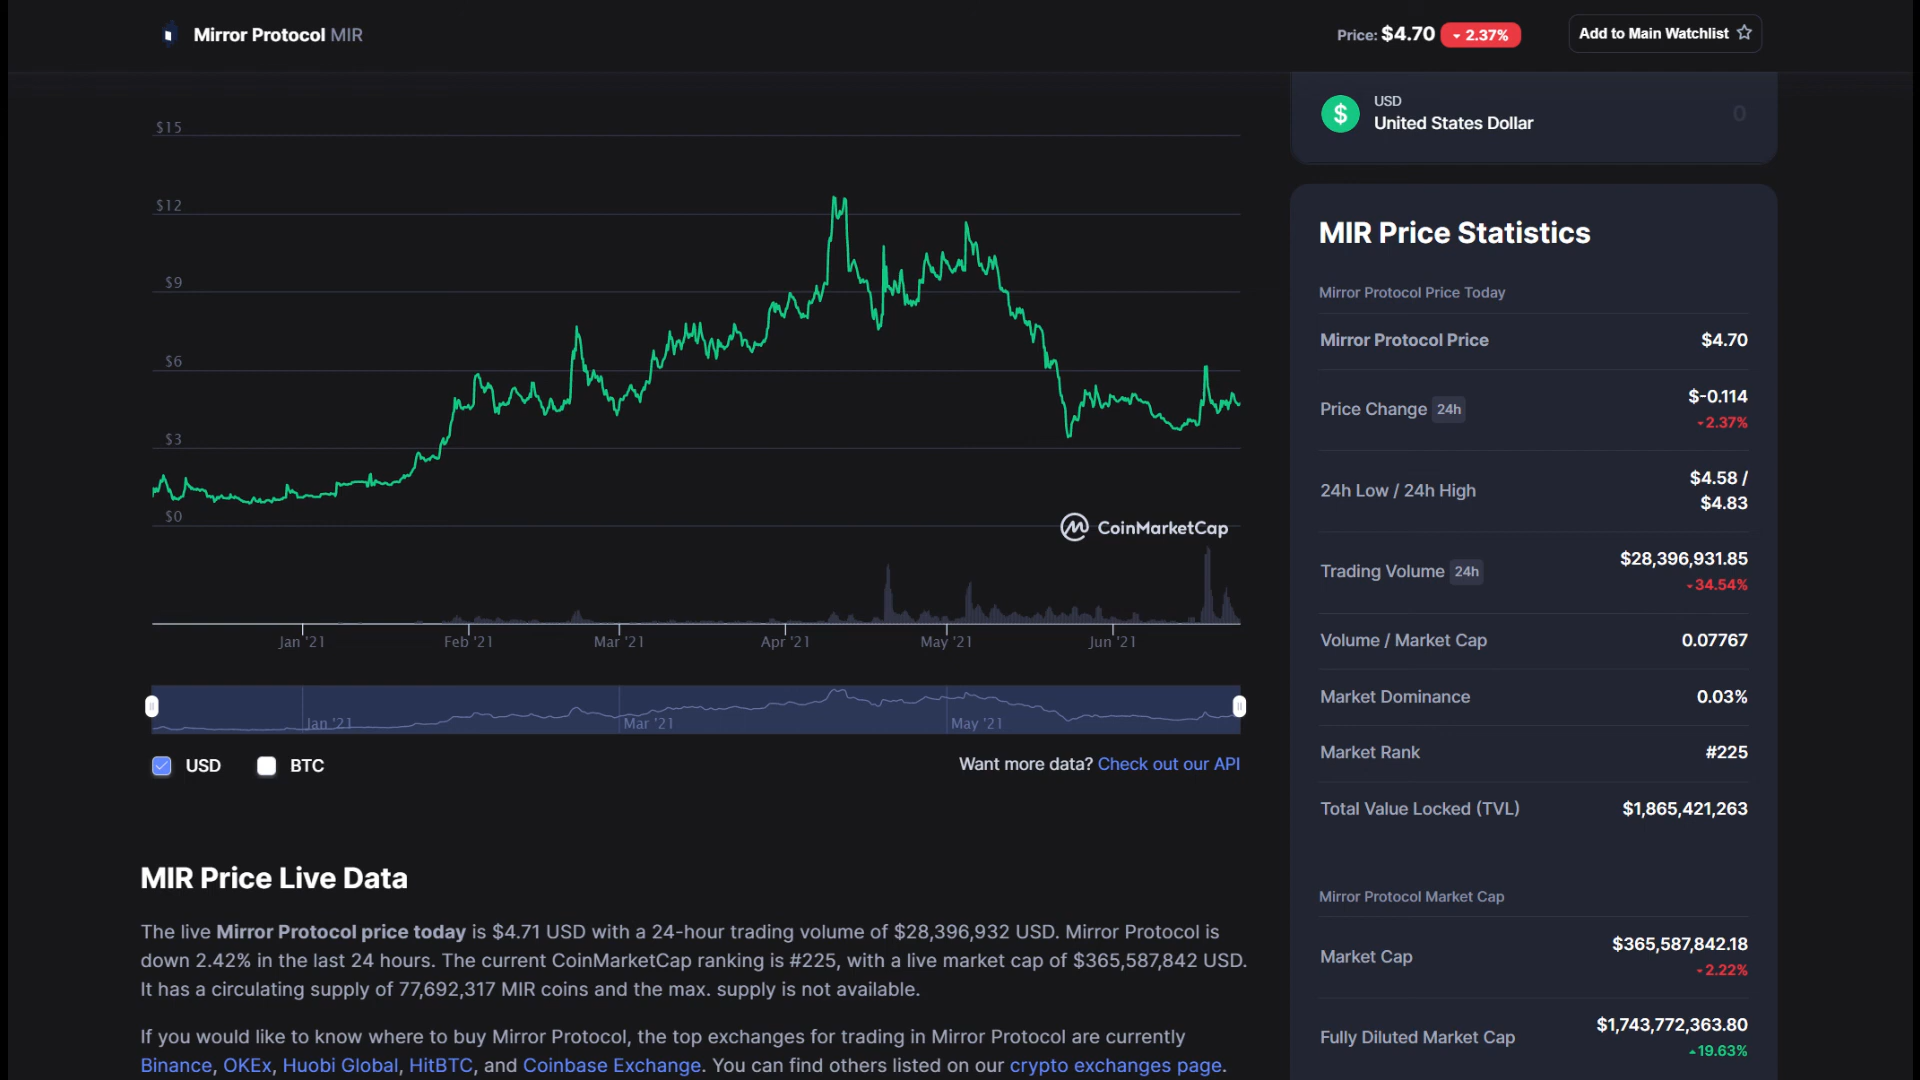 Mirror Protocol MIR
Price: $4.70 2.37%
Add to Main Watchlist
USD
United States Dollar
0
$15
$12
$9
$6
$3
$0
CoinMarketCap
Jan '21 Feb '21 Mar '21 Apr '21 May '21 Jun '21
Jan '21 Mar '21 May '21
USD BTC
Want more data? Check out our API
MIR Price Live Data
The live Mirror Protocol price today is $4.71 USD with a 24-hour trading volume of $28,396,932 USD. Mirror Protocol is
down 2.42% in the last 24 hours. The current CoinMarketCap ranking is #225, with a live market cap of $365,587,842 USD.
It has a circulating supply of 77,692,317 MIR coins and the max. supply is not available.
If you would like to know where to buy Mirror Protocol, the top exchanges for trading in Mirror Protocol are currently
Binance, OKEx, Huobi Global, HitBTC, and Coinbase Exchange. You can find others listed on our crypto exchanges page.
MIR Price Statistics
Mirror Protocol Price Today
Mirror Protocol Price $4.70
Price Change 24h $-0.114
2.37%
24h Low / 24h High $4.58 /
$4.83
Trading Volume 24h $28,396,931.85
34.54%
Volume / Market Cap 0.07767
Market Dominance 0.03%
Market Rank #225
Total Value Locked (TVL) $1,865,421,263
Mirror Protocol Market Cap
Market Cap $365,587,842.18
2.22%
Fully Diluted Market Cap $1,743,772,363.80
19.63%